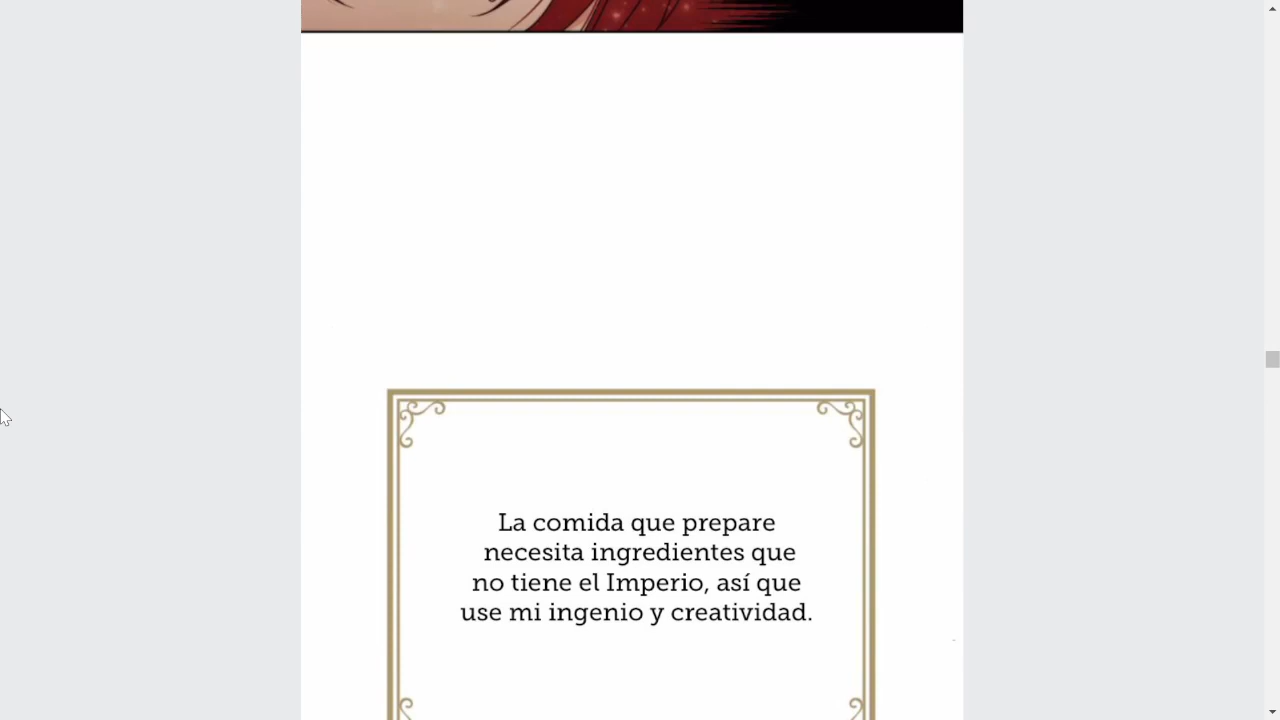 La comida que prepare
necesita ingredientes que
no tiene el Imperio, así que
use mi ingenio y creatividad.